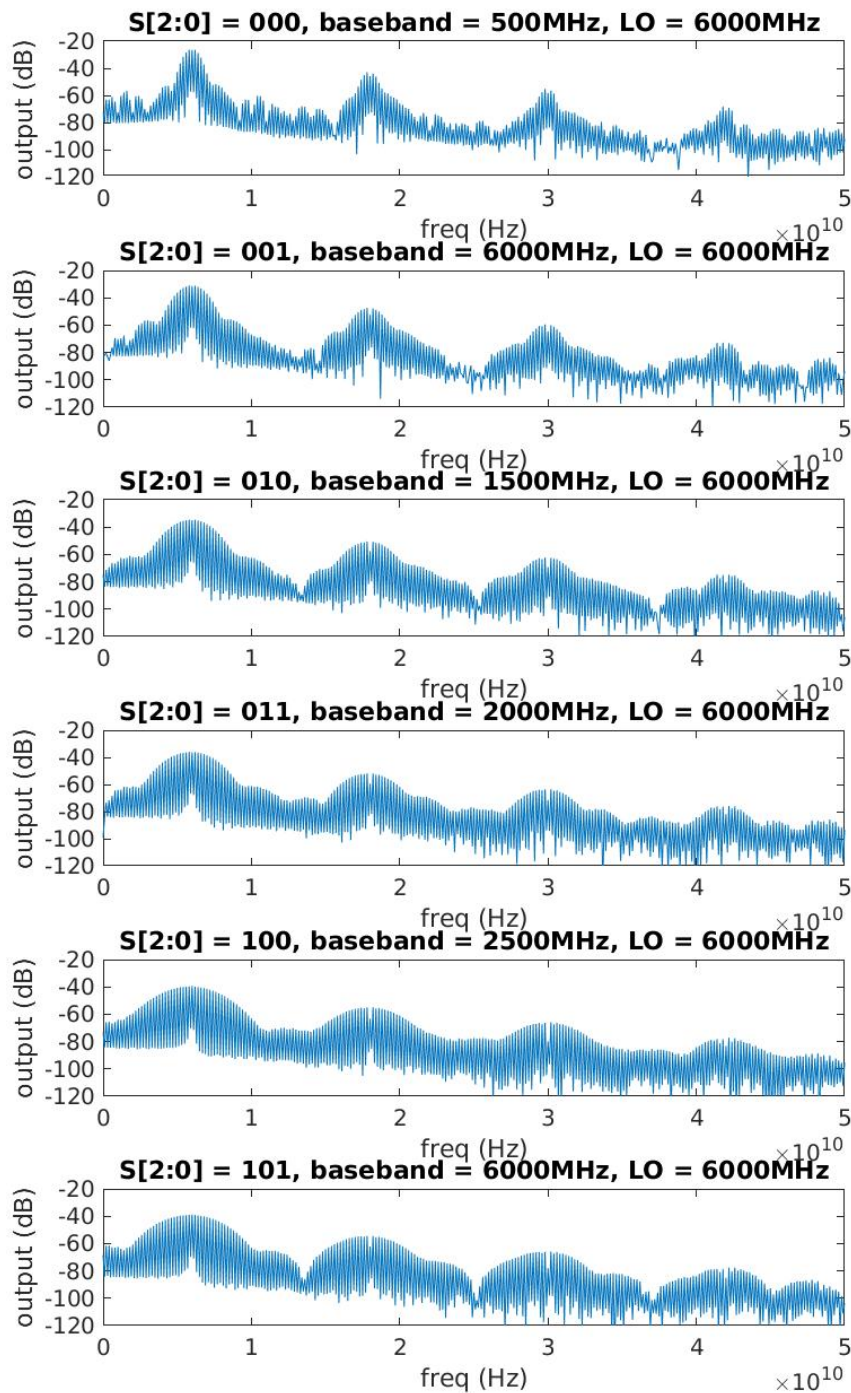 S[2:0] = 000, baseband = 500MHz, LO = 6000MHz
output (dB)
-20
-40
-60
-80
-100
-120
0 1 2 3 4 5
freq (Hz)
×10^10
S[2:0] = 001, baseband = 6000MHz, LO = 6000MHz
output (dB)
-20
-40
-60
-80
-100
-120
0 1 2 3 4 5
freq (Hz)
×10^10
S[2:0] = 010, baseband = 1500MHz, LO = 6000MHz
output (dB)
-20
-40
-60
-80
-100
-120
0 1 2 3 4 5
freq (Hz)
×10^10
S[2:0] = 011, baseband = 2000MHz, LO = 6000MHz
output (dB)
-20
-40
-60
-80
-100
-120
0 1 2 3 4 5
freq (Hz)
×10^10
S[2:0] = 100, baseband = 2500MHz, LO = 6000MHz
output (dB)
-20
-40
-60
-80
-100
-120
0 1 2 3 4 5
freq (Hz)
×10^10
S[2:0] = 101, baseband = 6000MHz, LO = 6000MHz
output (dB)
-20
-40
-60
-80
-100
-120
0 1 2 3 4 5
freq (Hz)
×10^10